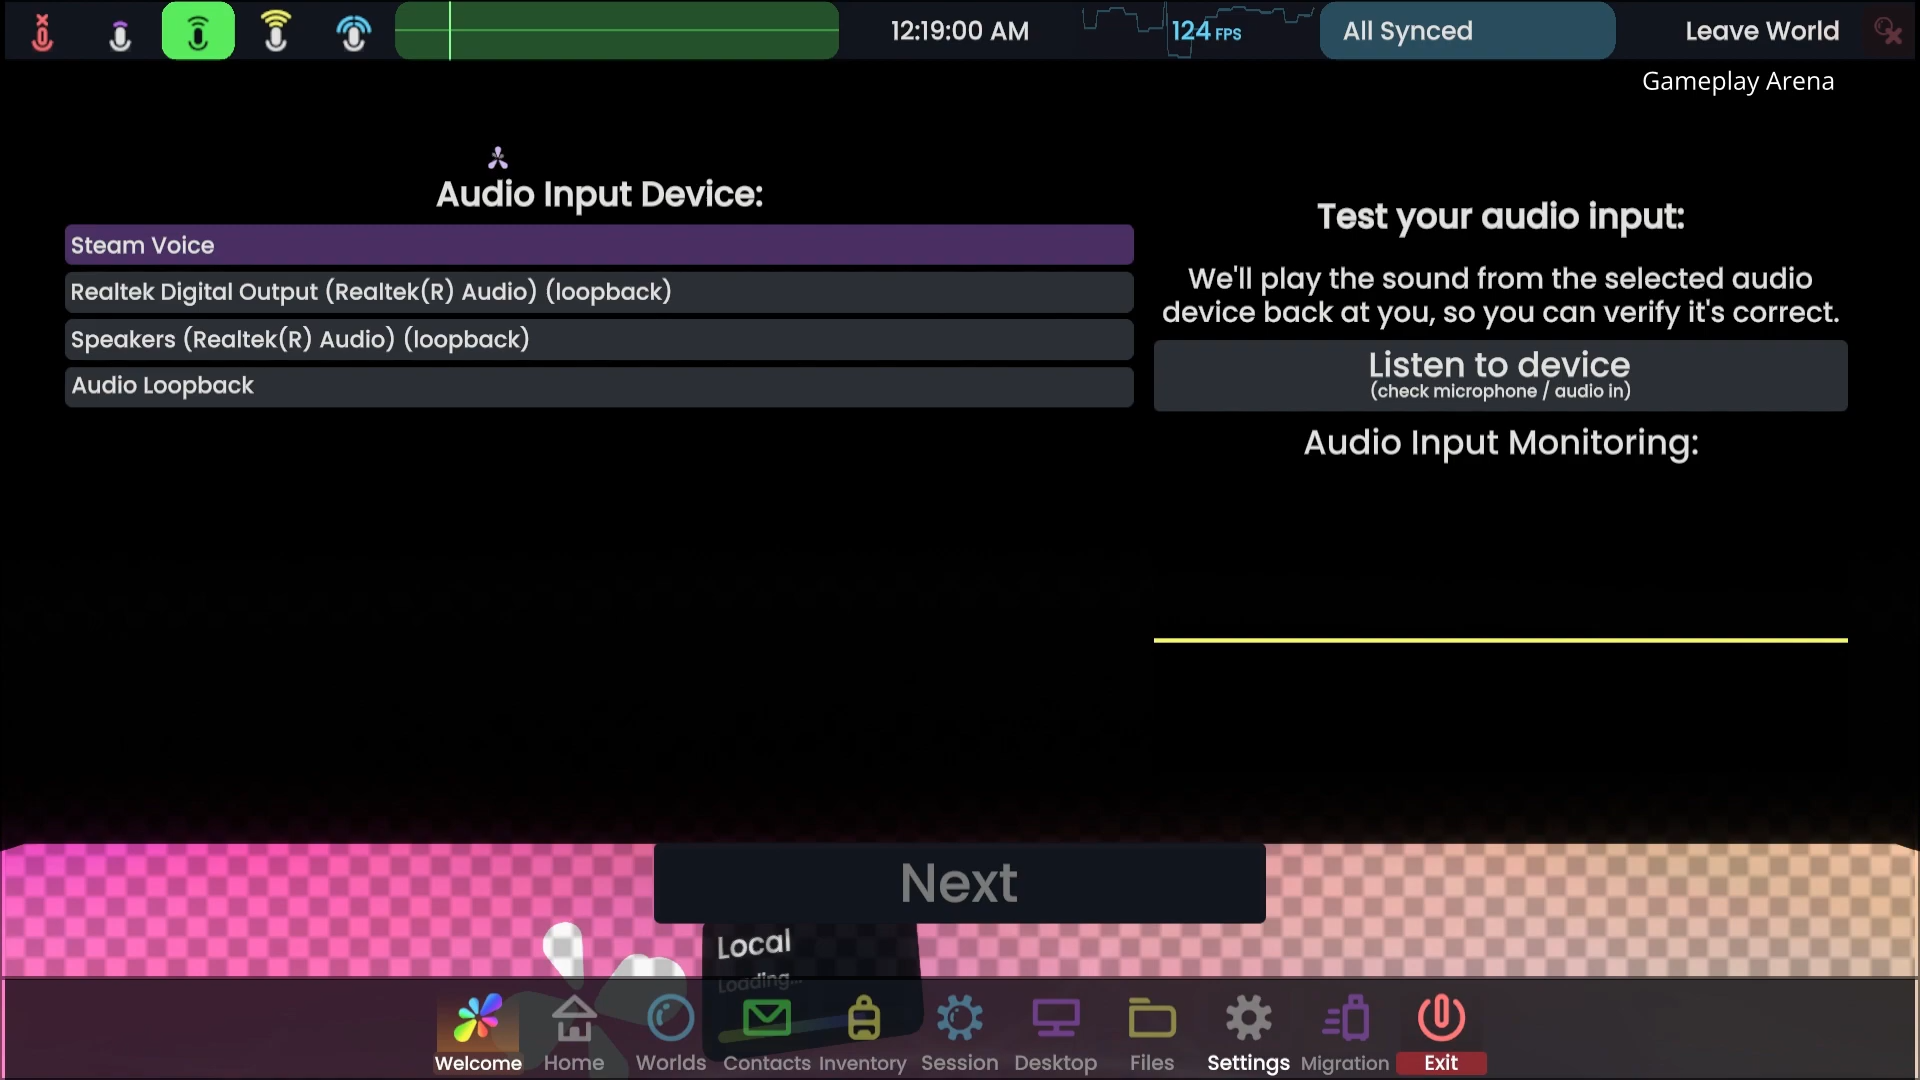 12:19:00 AM
124 FPS
All Synced
Leave World
Gameplay Arena
Audio Input Device:
Steam Voice
Realtek Digital Output (Realtek(R) Audio) (loopback)
Speakers (Realtek(R) Audio) (loopback)
Audio Loopback
Test your audio input:
We'll play the sound from the selected audio
device back at you, so you can verify it's correct.
Listen to device
(check microphone / audio in)
Audio Input Monitoring:
Next
Local
Loading...
Welcome
Home
Worlds
Contacts
Inventory
Session
Desktop
Files
Settings
Migration
Exit